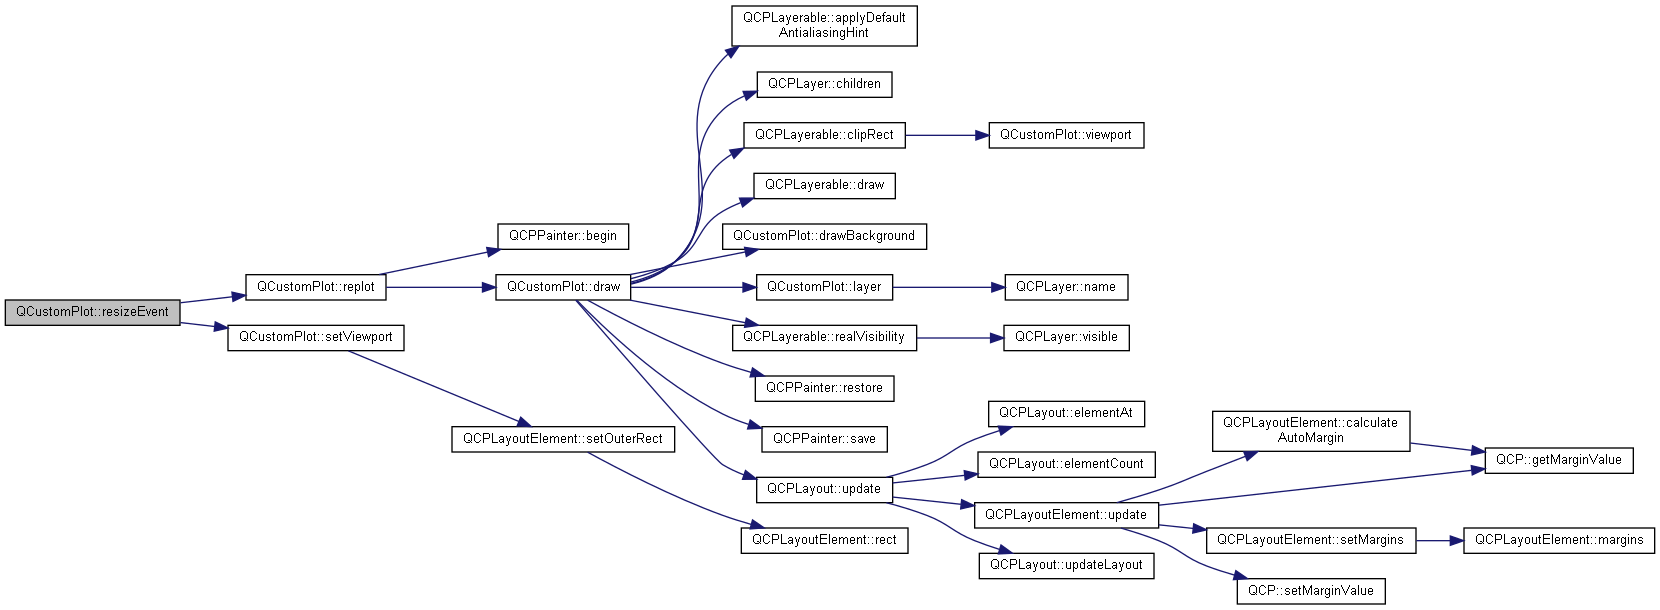 QCPLayerable::applyDefault
AntialiasingHint
QCPLayer::children
QCPLayerable::clipRect
QCustomPlot::viewport
QCPLayerable::draw
QCPPainter::begin
QCustomPlot::drawBackground
QCustomPlot::replot
QCustomPlot::draw
QCustomPlot::layer
QCPLayer::name
QCustomPlot::resizeEvent
QCustomPlot::setViewport
QCPLayerable::realVisibility
QCPLayer::visible
QCPPainter::restore
QCPLayout::elementAt
QCPLayoutElement::calculate
AutoMargin
QCPLayoutElement::setOuterRect
QCPPainter::save
QCPLayout::elementCount
QCP::getMarginValue
QCPLayout::update
QCPLayoutElement::update
QCPLayoutElement::rect
QCPLayoutElement::setMargins
QCPLayoutElement::margins
QCPLayout::updateLayout
QCP::setMarginValue